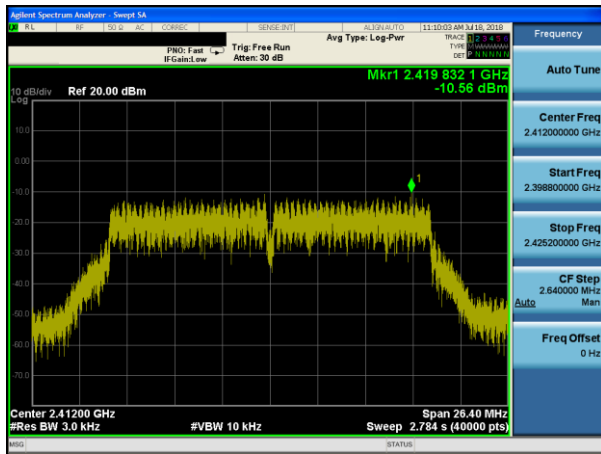 Agilent Spectrum Analyzer - Swept SA
RL RF 50 Ω AC CORREC SENSE:INT ALIGNAUTO 11:10:03 AM Jul 18, 2018
Frequency
PNO: Fast
IFGain:Low
Trig: Free Run
Atten: 30 dB
Avg Type: Log-Pwr
TRACE 1 2 3 4 5 6
TYPE
DET P N N N N N
Mkr1 2.419 832 1 GHz
-10.56 dBm
10 dB/div
Log
Ref 20.00 dBm
10.0
0.00
-10.0
-20.0
-30.0
-40.0
-50.0
-60.0
-70.0
1
Center 2.41200 GHz
#Res BW 3.0 kHz
#VBW 10 kHz
Span 26.40 MHz
Sweep 2.784 s (40000 pts)
MSG
STATUS
Auto Tune
Center Freq
2.412000000 GHz
Start Freq
2.398800000 GHz
Stop Freq
2.425200000 GHz
CF Step
2.640000 MHz
Auto Man
Freq Offset
0 Hz